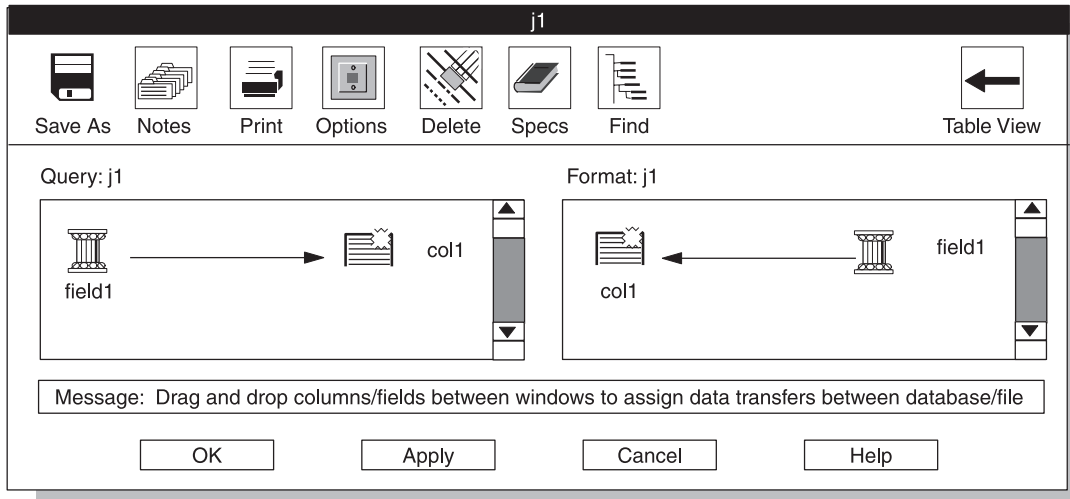 j1
Save As Notes Print Options Delete Specs Find Table View
Query: j1 Format: j1
col1 field1
field1 col1
Message: Drag and drop columns/fields between windows to assign data transfers between database/file
OK Apply Cancel Help